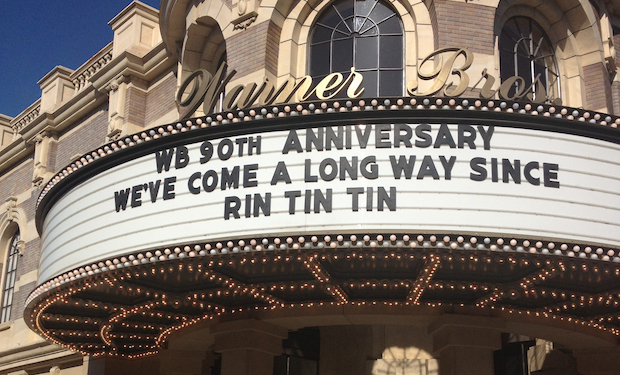 Warner Bros.
WB 90TH ANNIVERSARY
WE'VE COME A LONG WAY SINCE
RIN TIN TIN